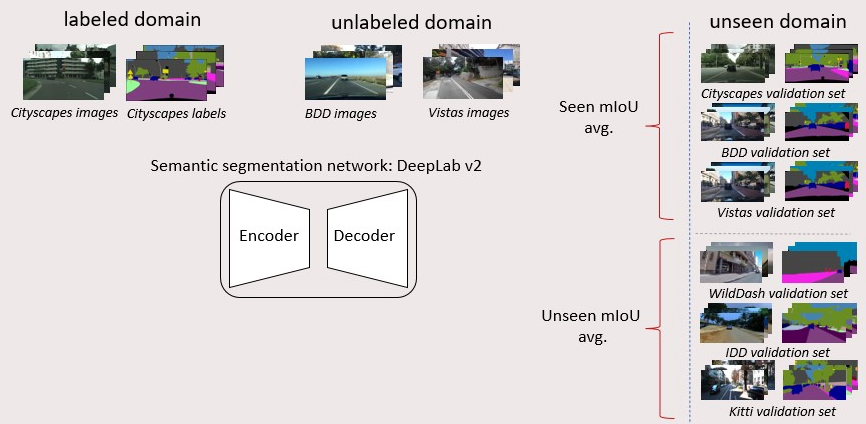 labeled domain
unlabeled domain
unseen domain
Cityscapes images
Cityscapes labels
BDD images
Vistas images
Cityscapes validation set
Seen mIoU
avg.
BDD validation set
Semantic segmentation network: DeepLab v2
Vistas validation set
Encoder
Decoder
WildDash validation set
Unseen mIoU
avg.
IDD validation set
Kitti validation set